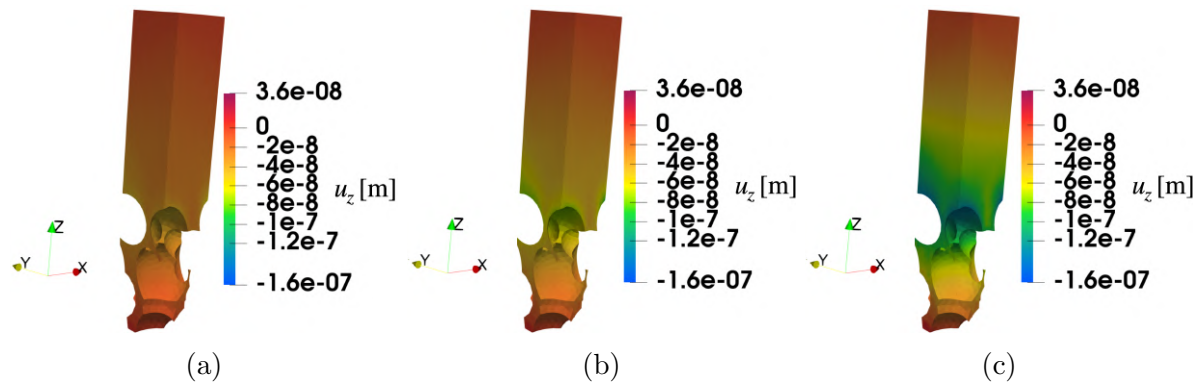 3.6e-08
0
-2e-8
-4e-8
-6e-8
-8e-8
-1e-7
-1.2e-7
-1.6e-07
u_z [m]
Z
Y
X
(a)
3.6e-08
0
-2e-8
-4e-8
-6e-8
-8e-8
-1e-7
-1.2e-7
-1.6e-07
u_z [m]
Z
Y
X
(b)
3.6e-08
0
-2e-8
-4e-8
-6e-8
-8e-8
-1e-7
-1.2e-7
-1.6e-07
u_z [m]
Z
Y
X
(c)